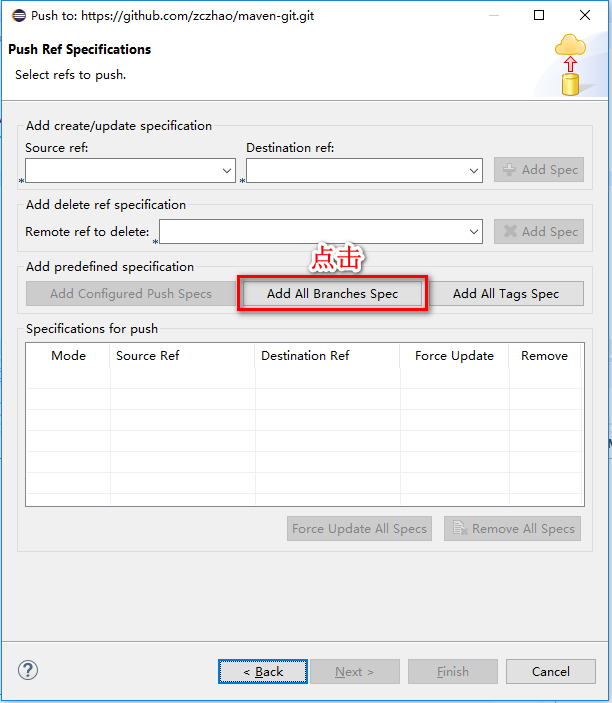 Push to: https://github.com/zczhao/maven-git.git
Push Ref Specifications
Select refs to push.
Add create/update specification
Source ref: Destination ref:
* * Add Spec
Add delete ref specification
Remote ref to delete: * Add Spec
点击
Add predefined specification
Add Configured Push Specs Add All Branches Spec Add All Tags Spec
Specifications for push
Mode Source Ref Destination Ref Force Update Remove
Force Update All Specs Remove All Specs
? < Back Next > Finish Cancel